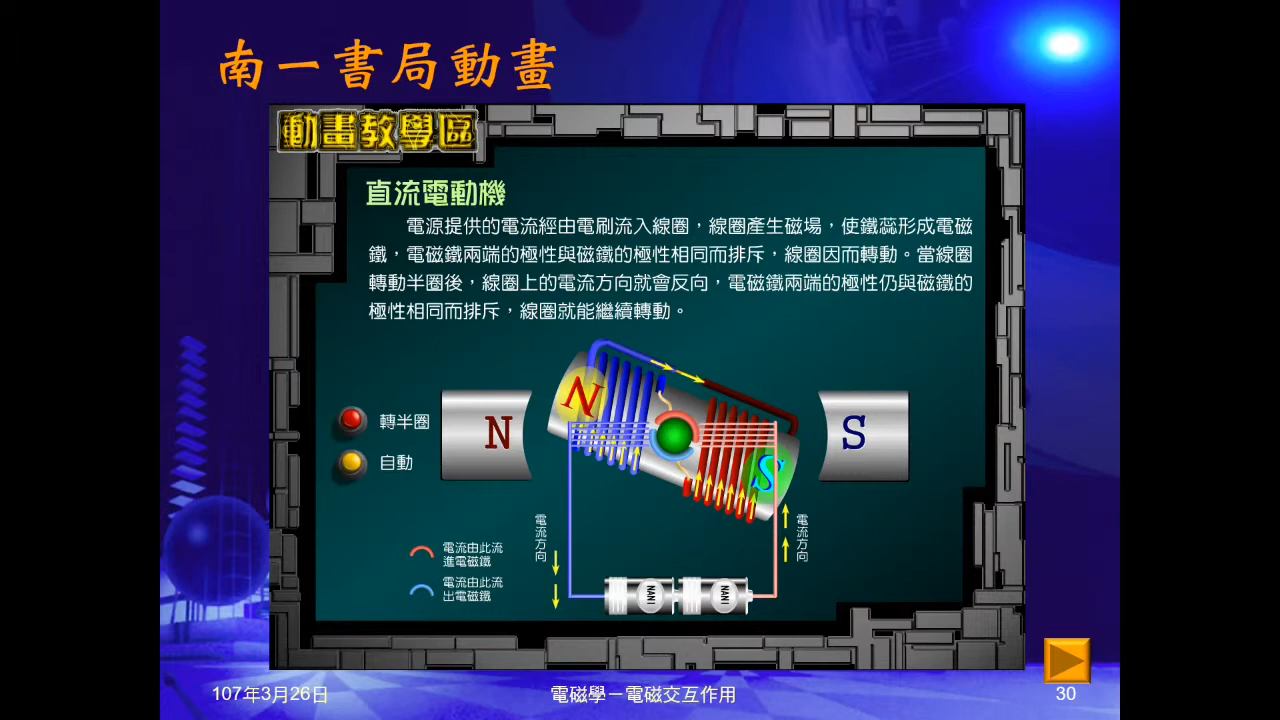 南一書局動畫
動畫教學區
直流電動機
電源提供的電流經由電刷流入線圈，線圈產生磁場，使鐵蕊形成電磁
鐵，電磁鐵兩端的極性與磁鐵的極性相同而排斥，線圈因而轉動。當線圈
轉動半圈後，線圈上的電流方向就會反向，電磁鐵兩端的極性仍與磁鐵的
極性相同而排斥，線圈就能繼續轉動。
轉半圈
自動
N
N
S
S
電流方向
電流方向
電流由此流
進電磁鐵
電流由此流
出電磁鐵
NANI
NANI
107年3月26日
電磁學－電磁交互作用
30